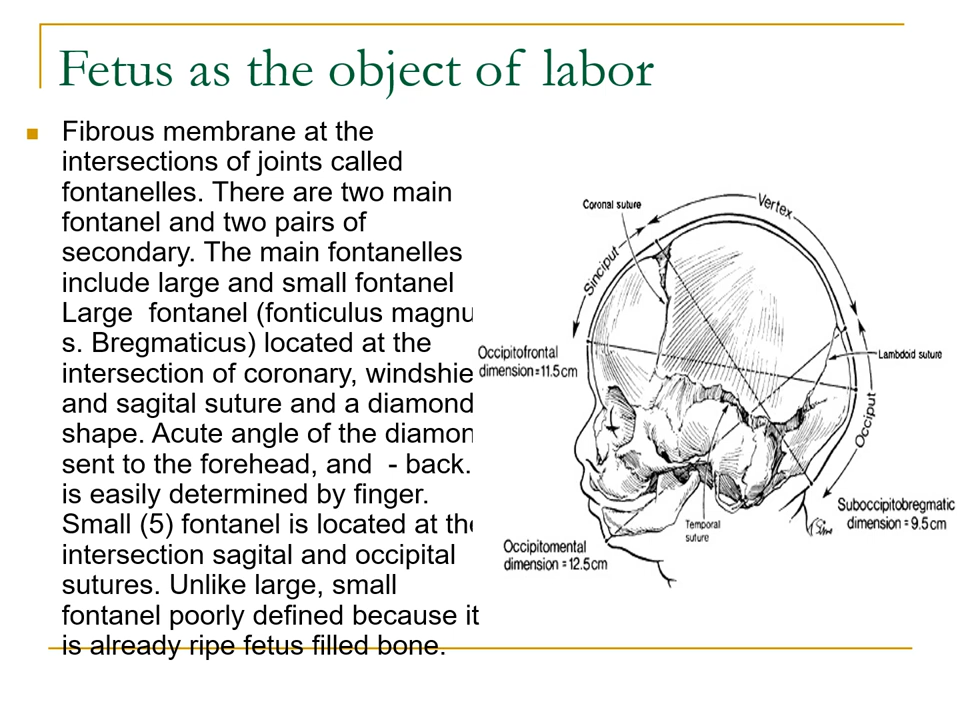 Fetus as the object of labor
Fibrous membrane at the
intersections of joints called
fontanelles. There are two main
fontanel and two pairs of
secondary. The main fontanelles
include large and small fontanel
Large fontanel (fonticulus magnu
s. Bregmaticus) located at the
intersection of coronary, windshie
and sagital suture and a diamond
shape. Acute angle of the diamon
sent to the forehead, and - back.
is easily determined by finger.
Small (5) fontanel is located at the
intersection sagital and occipital
sutures. Unlike large, small
fontanel poorly defined because it
is already ripe fetus filled bone.
Coronal suture
Vertex
Sinciput
Occipitofrontal
dimension = 11.5 cm
Lambdoid suture
Occiput
Suboccipitobregmatic
dimension = 9.5 cm
Temporal
suture
Occipitomental
dimension = 12.5 cm